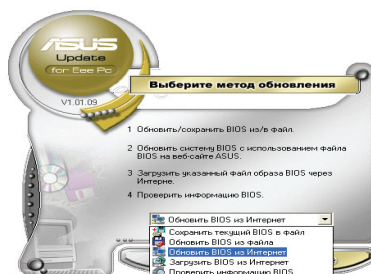 ASUS
Update
(for Eee Pc)
V1.01.09
Выберите метод обновления
1 Обновить/сохранить BIOS из/в файл.
2 Обновить систему BIOS с использованием файла
BIOS на веб-сайте ASUS.
3 Загрузить указанный файл образа BIOS через
Интерне.
4 Проверить информацию BIOS.
Обновить BIOS из Интернет
Сохранить текущий BIOS в файл
Обновить BIOS из файла
Обновить BIOS из Интернет
Загрузить BIOS из Интернет
Проверить информацию BIOS